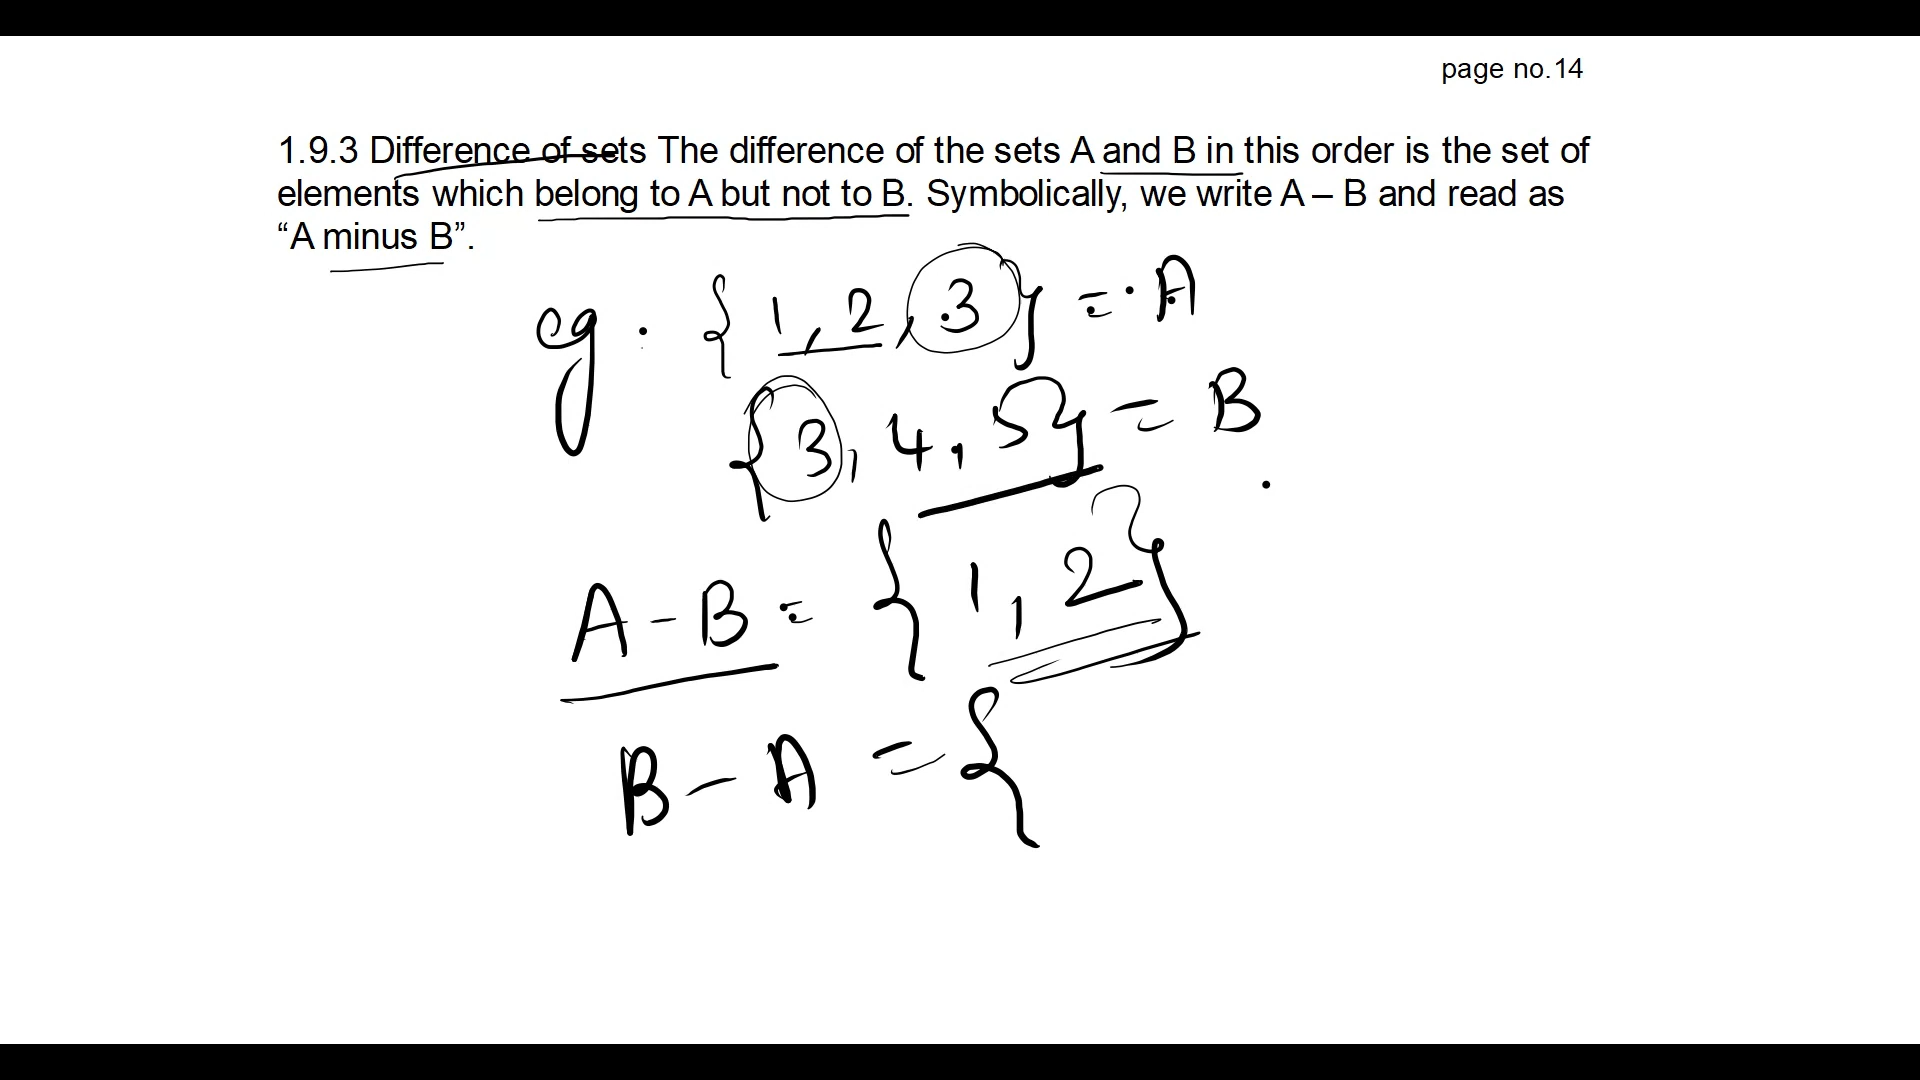 page no.14
1.9.3 Difference of sets The difference of the sets A and B in this order is the set of
elements which belong to A but not to B. Symbolically, we write A – B and read as
“A minus B”.
eg. {1, 2, 3} = A
{3, 4, 5} = B
A - B = {1, 2}
B - A = {